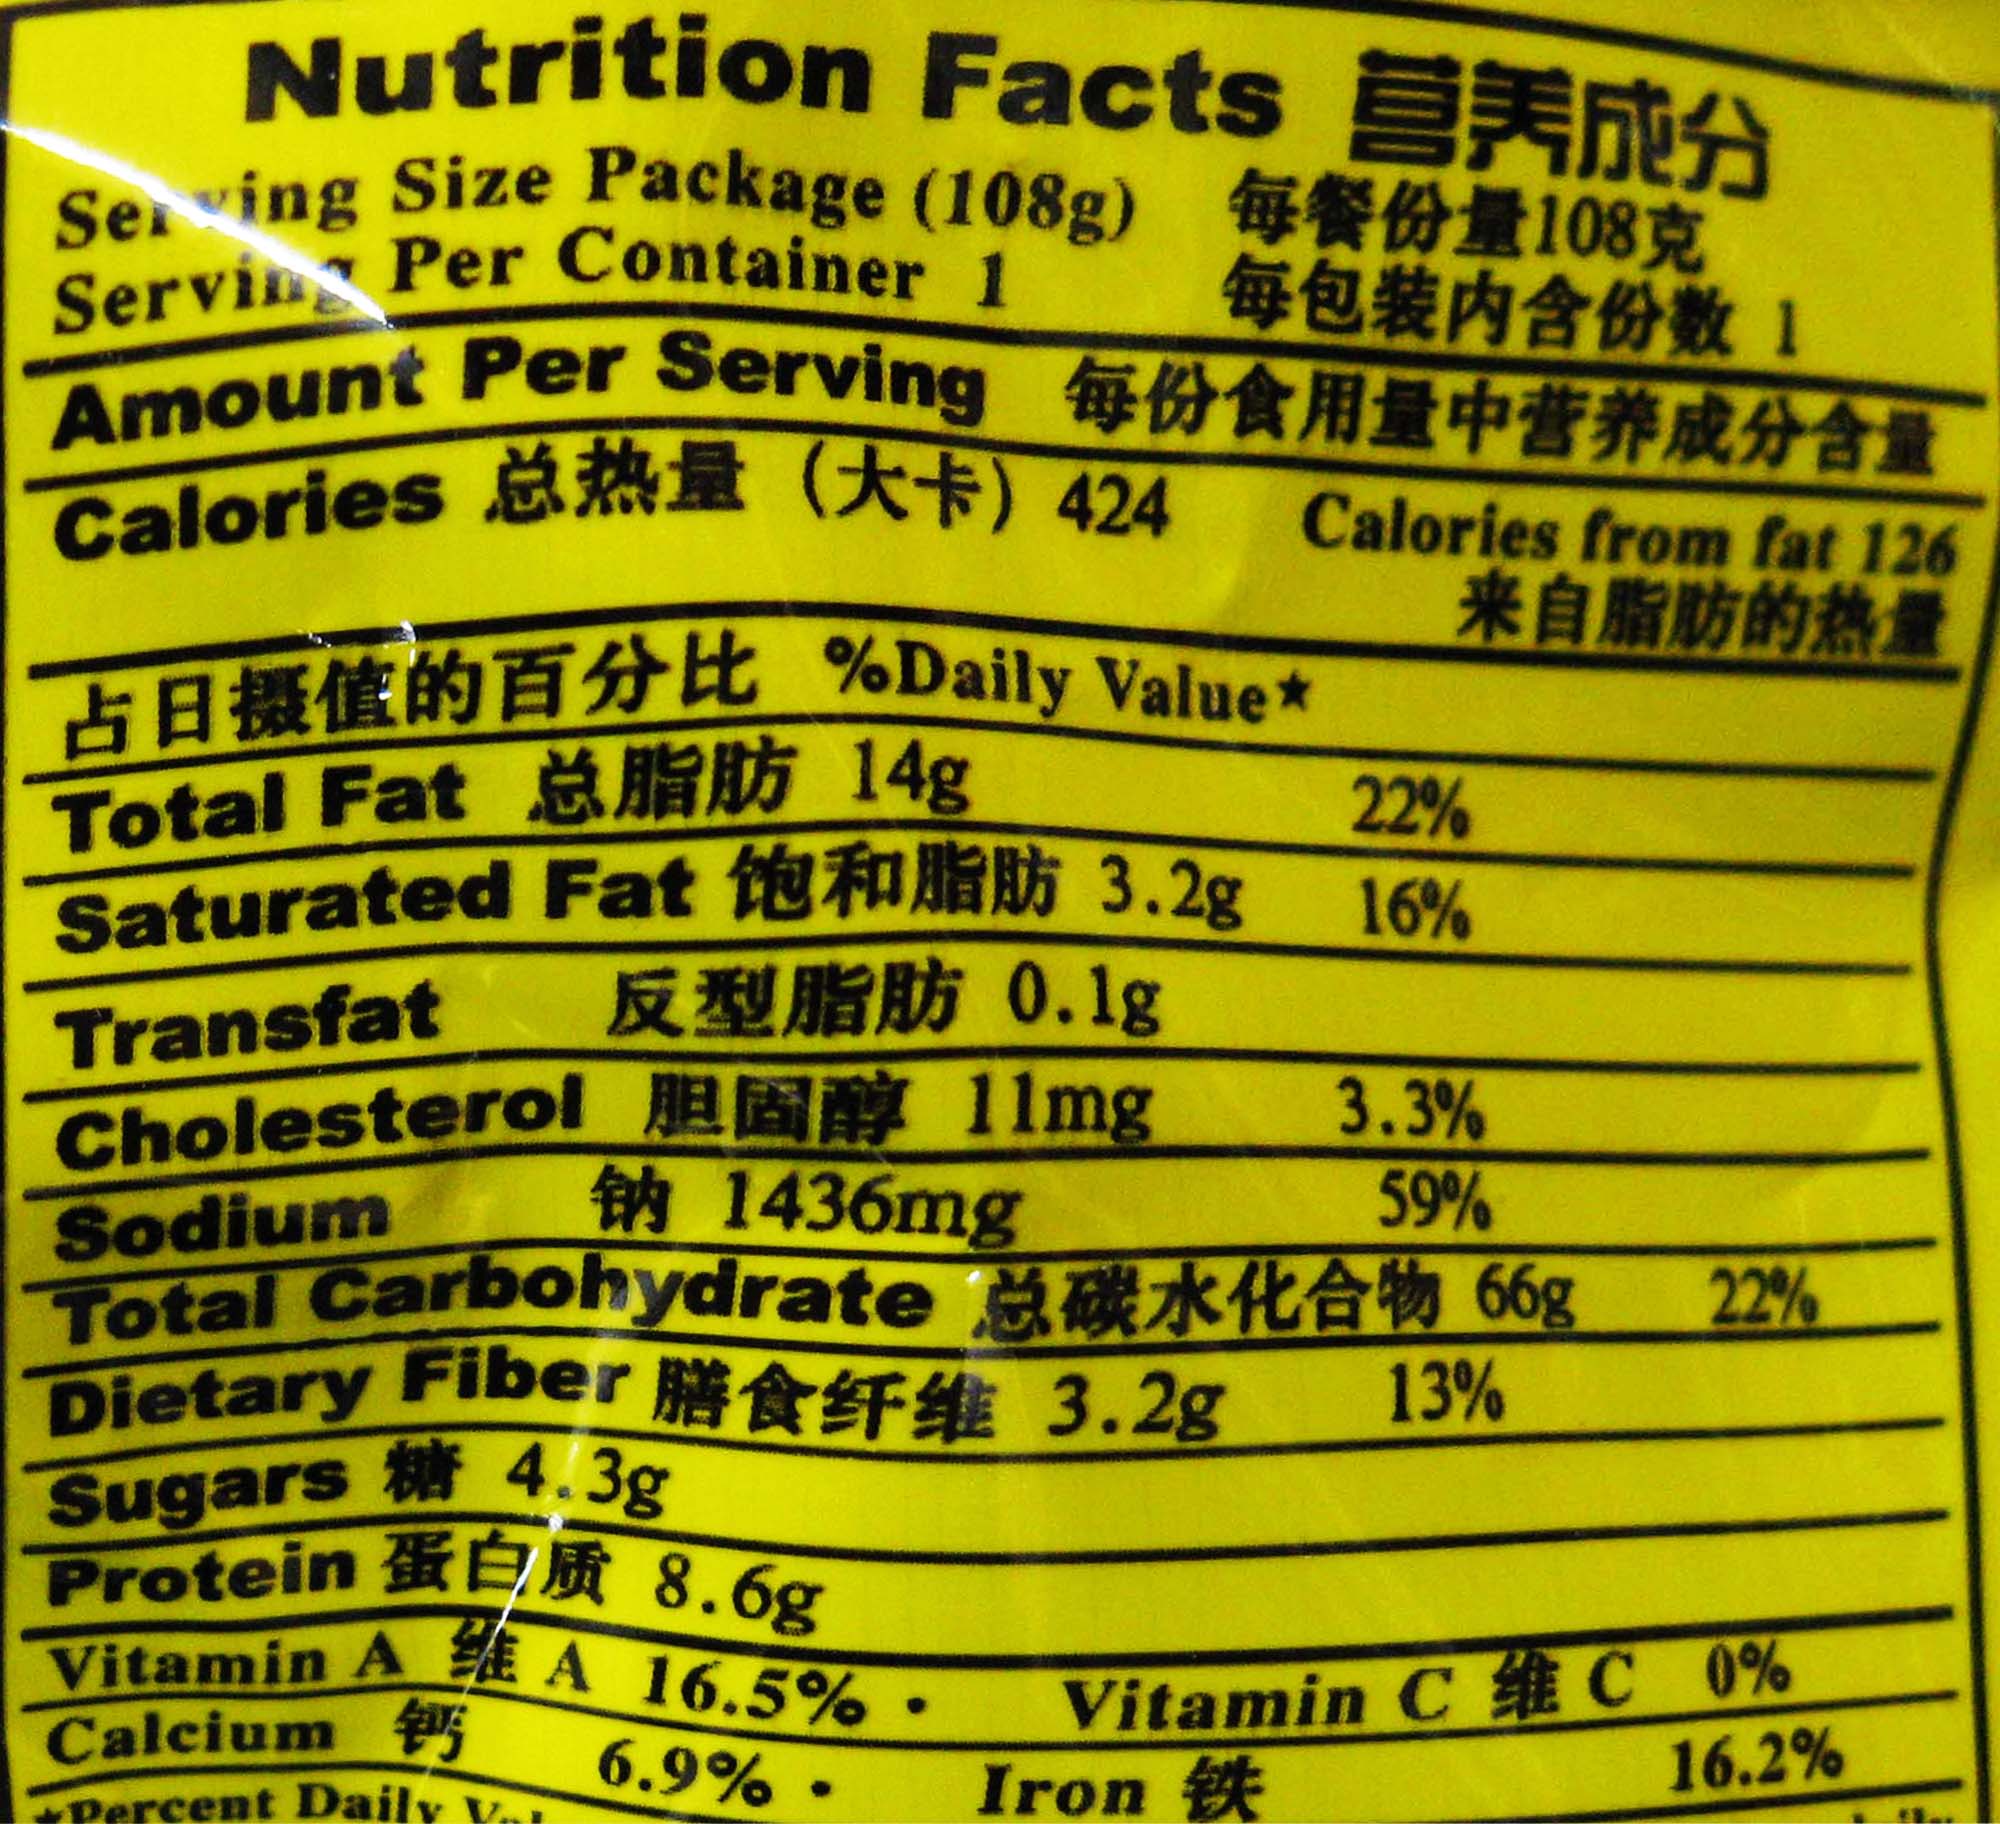 Nutrition Facts 营养成分
Serving Size Package (108g) 每餐份量108克
Serving Per Container 1 每包装内含份数 1
Amount Per Serving 每份食用量中营养成分含量
Calories 总热量 (大卡) 424 Calories from fat 126
来自脂肪的热量
占日摄值的百分比 %Daily Value★
Total Fat 总脂肪 14g 22%
Saturated Fat 饱和脂肪 3.2g 16%
Transfat 反型脂肪 0.1g
Cholesterol 胆固醇 11mg 3.3%
Sodium 钠 1436mg 59%
Total Carbohydrate 总碳水化合物 66g 22%
Dietary Fiber 膳食纤维 3.2g 13%
Sugars 糖 4.3g
Protein 蛋白质 8.6g
Vitamin A 维 A 16.5% • Vitamin C 维 C 0%
Calcium 钙 6.9% • Iron 铁 16.2%
★Percent Daily